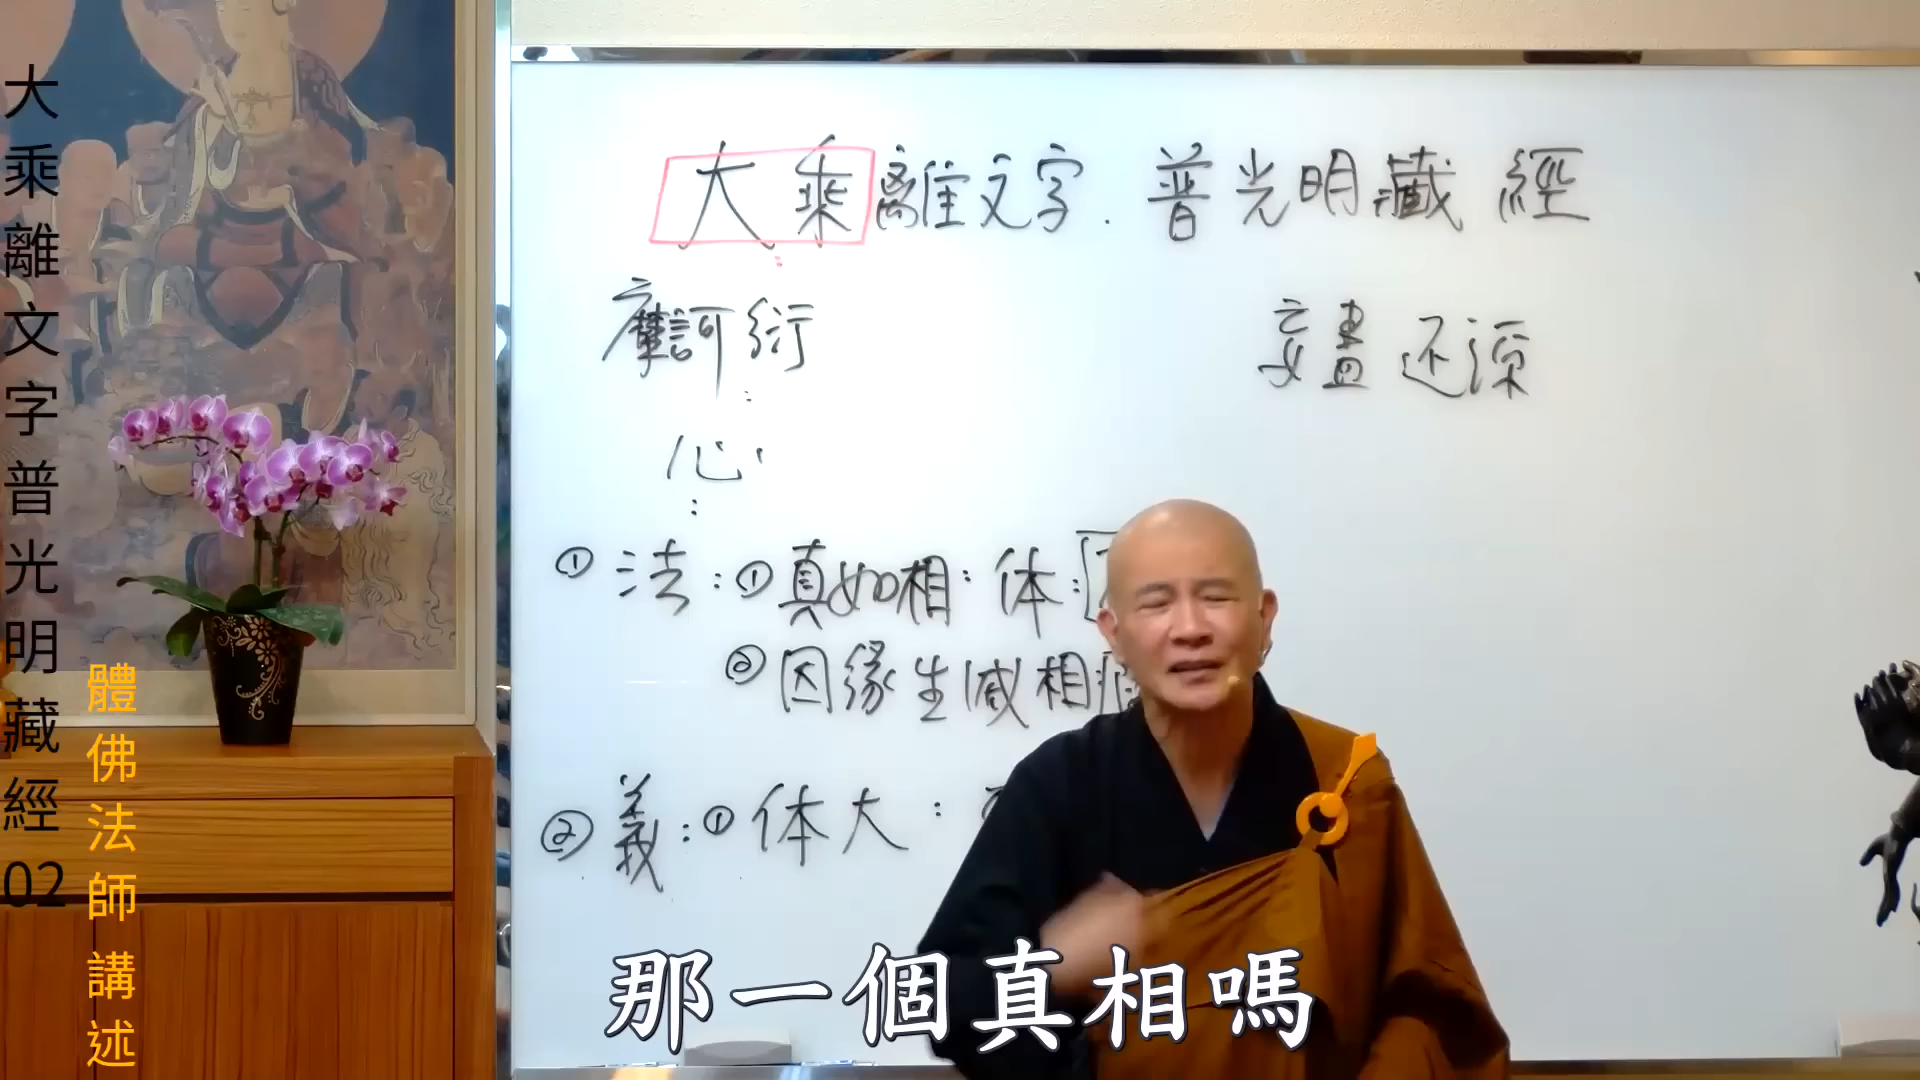 大乘離文字普光明藏經02
體佛法師 講述
大乘離文字.普光明藏經
摩訶衍
妄盡还源
心
①法:①真如相:体:
②因緣生滅相
②義:①体大:
那一個真相嗎